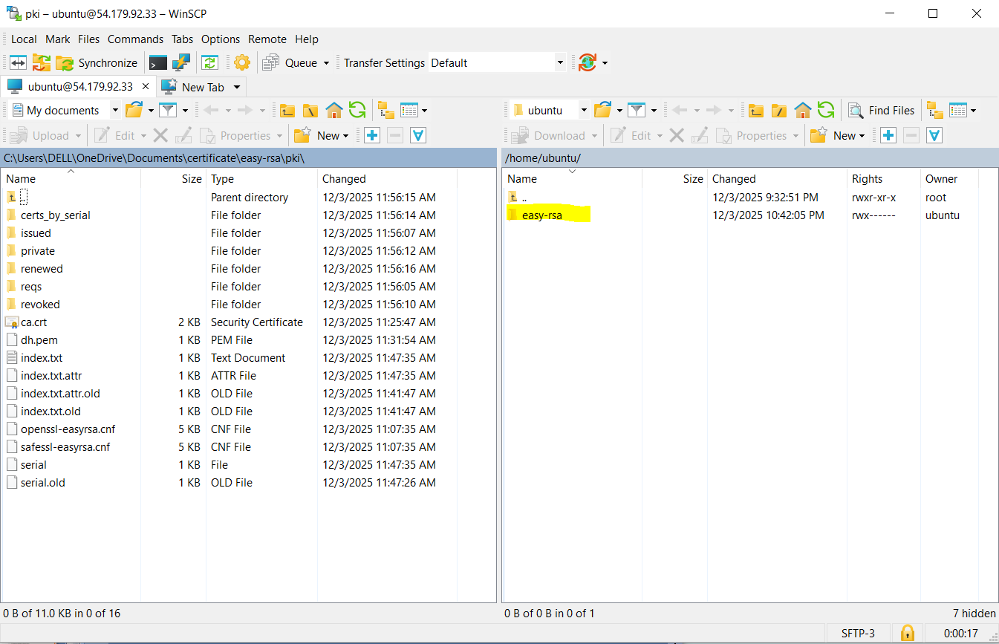 pki – ubuntu@54.179.92.33 – WinSCP
Local Mark Files Commands Tabs Options Remote Help
Synchronize Queue Transfer Settings Default
ubuntu@54.179.92.33 × New Tab
My documents
Upload Edit Properties New
C:\Users\DELL\OneDrive\Documents\certificate\easy-rsa\pki\
Name Size Type Changed
.. Parent directory 12/3/2025 11:56:15 AM
certs_by_serial File folder 12/3/2025 11:56:14 AM
issued File folder 12/3/2025 11:56:07 AM
private File folder 12/3/2025 11:56:12 AM
renewed File folder 12/3/2025 11:56:16 AM
reqs File folder 12/3/2025 11:56:05 AM
revoked File folder 12/3/2025 11:56:10 AM
ca.crt 2 KB Security Certificate 12/3/2025 11:25:47 AM
dh.pem 1 KB PEM File 12/3/2025 11:31:54 AM
index.txt 1 KB Text Document 12/3/2025 11:47:35 AM
index.txt.attr 1 KB ATTR File 12/3/2025 11:47:35 AM
index.txt.attr.old 1 KB OLD File 12/3/2025 11:41:47 AM
index.txt.old 1 KB OLD File 12/3/2025 11:41:47 AM
openssl-easyrsa.cnf 5 KB CNF File 12/3/2025 11:07:35 AM
safessl-easyrsa.cnf 5 KB CNF File 12/3/2025 11:07:35 AM
serial 1 KB File 12/3/2025 11:47:35 AM
serial.old 1 KB OLD File 12/3/2025 11:47:26 AM
0 B of 11.0 KB in 0 of 16
ubuntu Find Files
Download Edit Properties New
/home/ubuntu/
Name Size Changed Rights Owner
.. 12/3/2025 9:32:51 PM rwxr-xr-x root
easy-rsa 12/3/2025 10:42:05 PM rwx------ ubuntu
0 B of 0 B in 0 of 1 7 hidden
SFTP-3 0:00:17